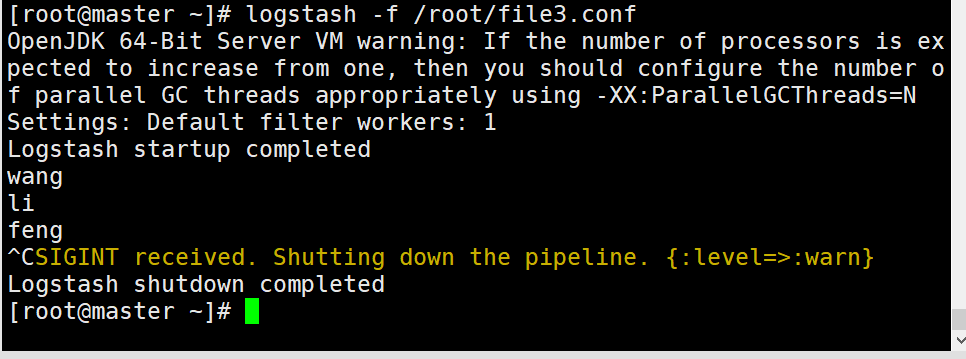 [root@master ~]# logstash -f /root/file3.conf
OpenJDK 64-Bit Server VM warning: If the number of processors is ex
pected to increase from one, then you should configure the number o
f parallel GC threads appropriately using -XX:ParallelGCThreads=N
Settings: Default filter workers: 1
Logstash startup completed
wang
li
feng
^CSIGINT received. Shutting down the pipeline. {:level=>:warn}
Logstash shutdown completed
[root@master ~]#